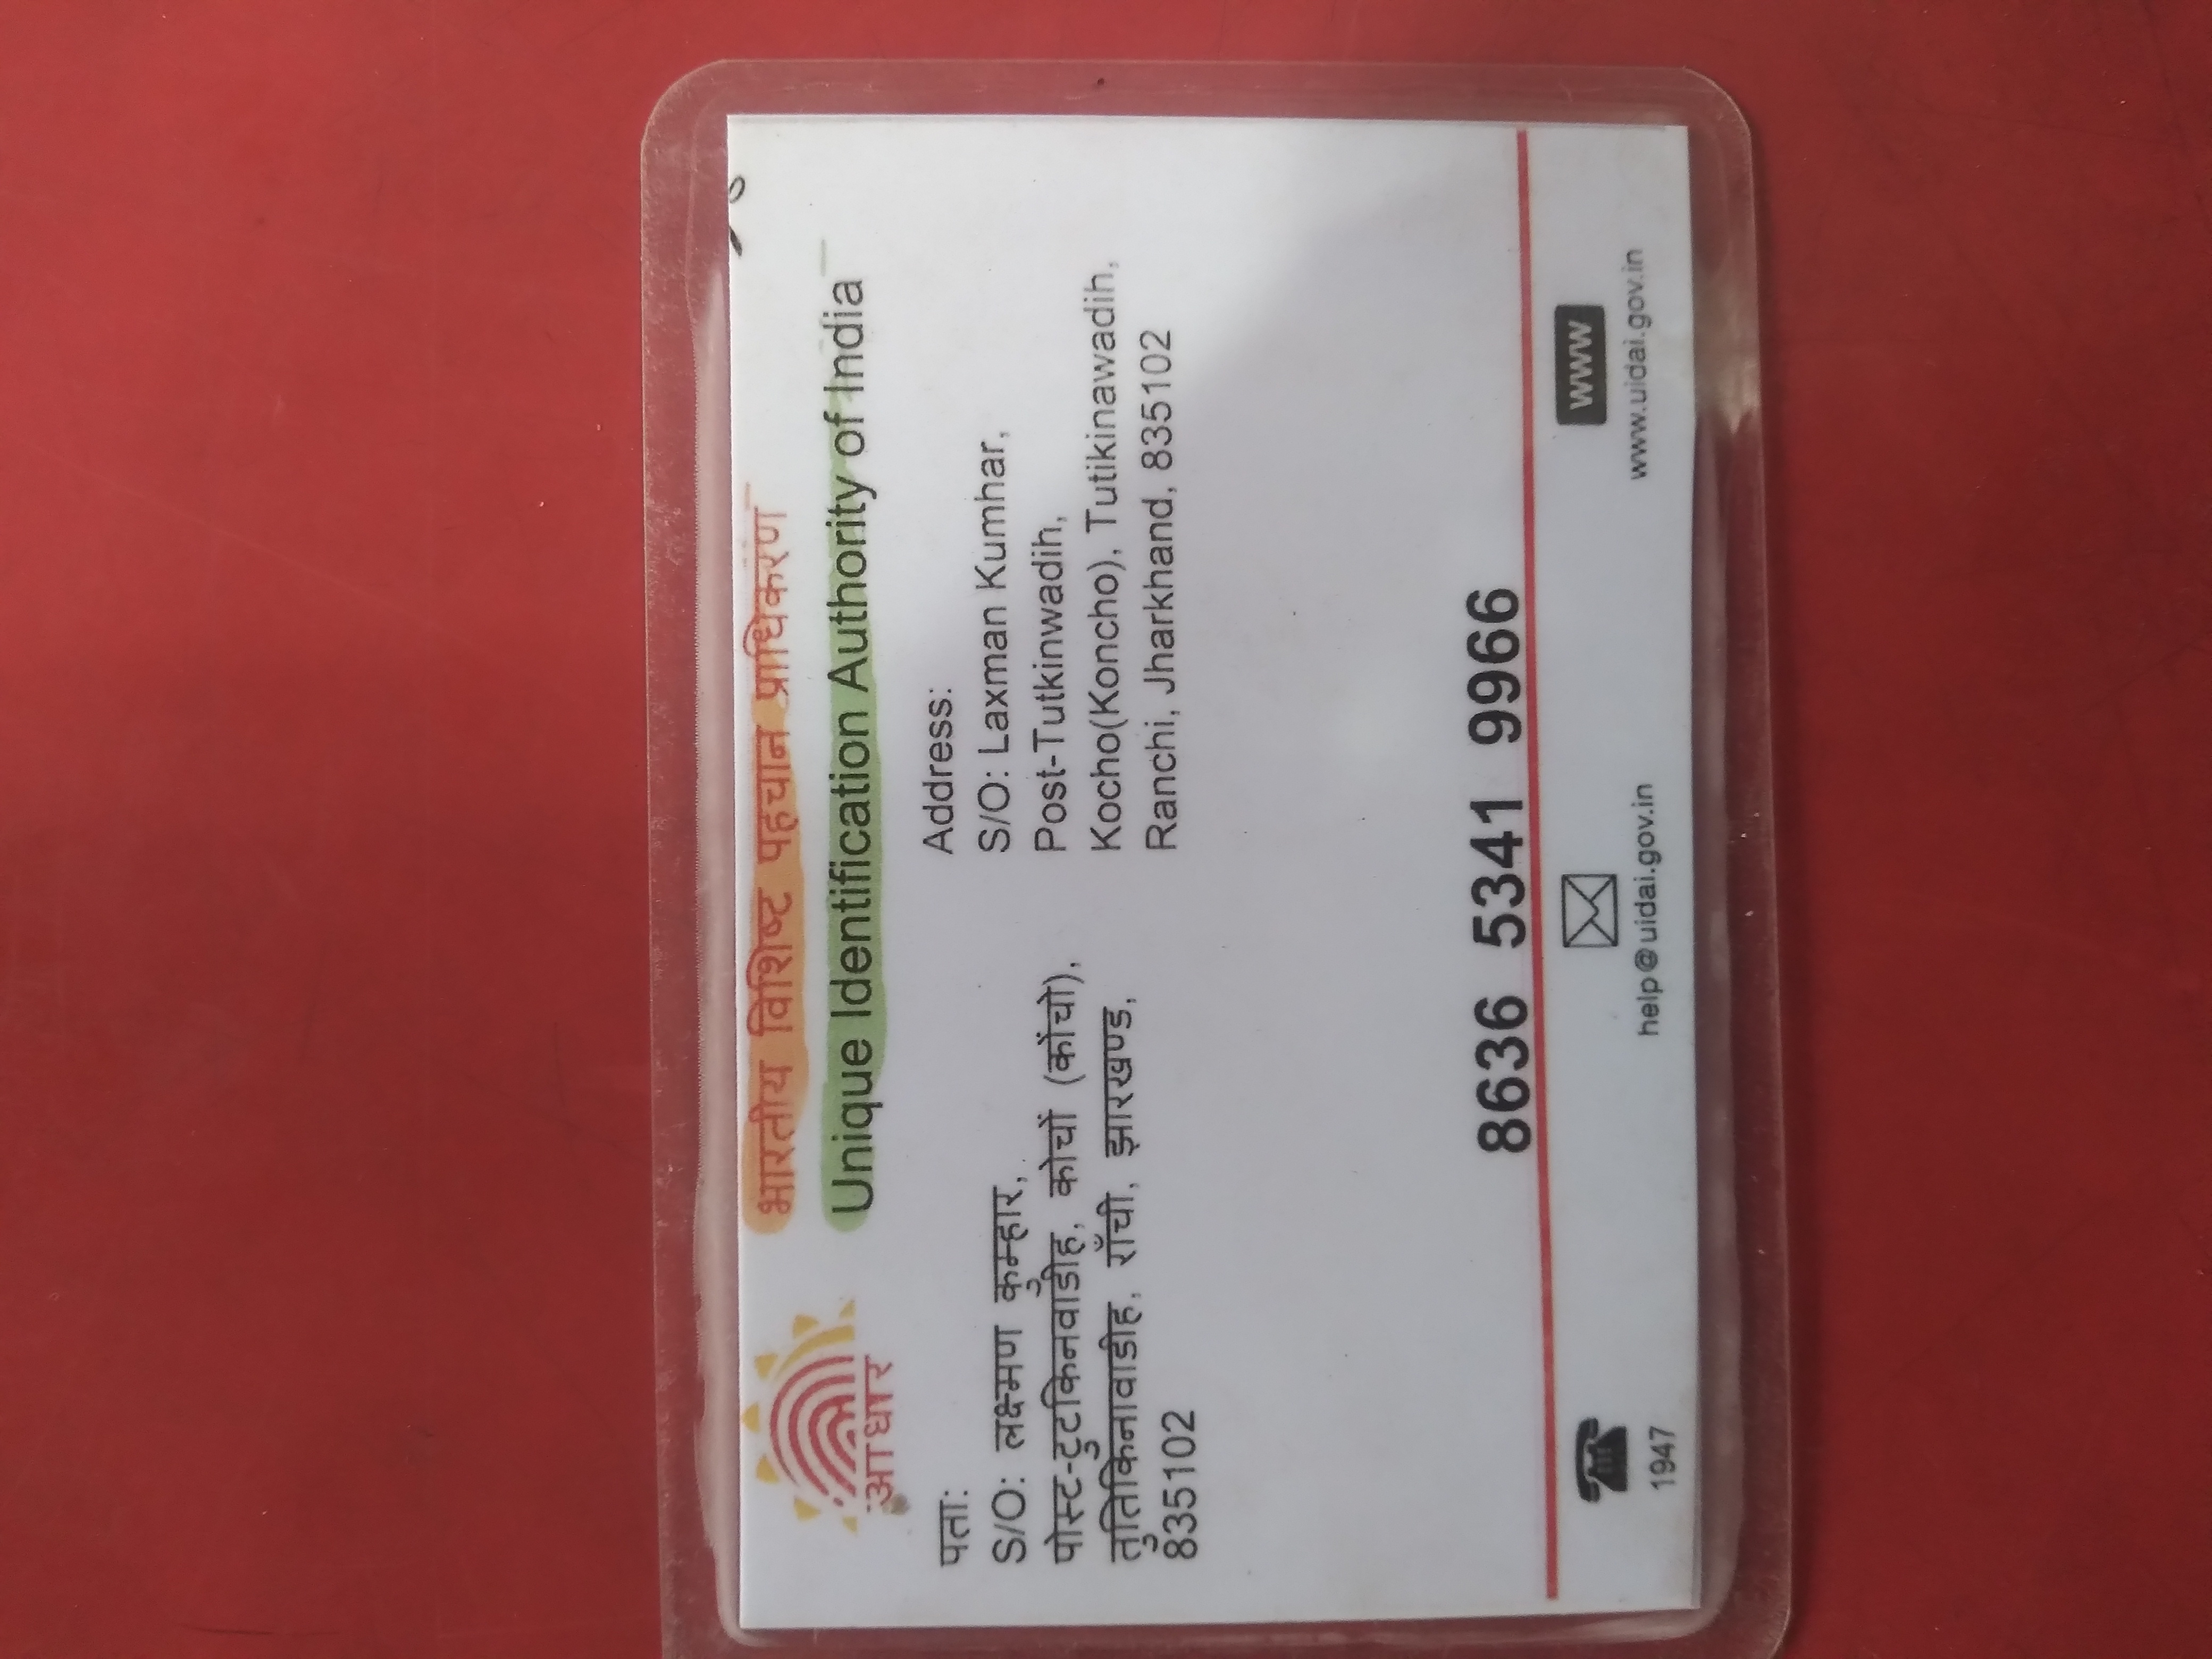 भारतीय विशिष्ट पहचान प्राधिकरण
Unique Identification Authority of India
आधार
पता:
S/O: लक्ष्मण कुम्हार,
पोस्ट-टुटकिनवाडीह, कोचों (कोंचो),
तुतिकिनावाडीह, राँची, झारखण्ड,
835102
Address:
S/O: Laxman Kumhar,
Post-Tutkinwadih,
Kocho(Koncho), Tutikinawadih,
Ranchi, Jharkhand, 835102
8636 5341 9966
1947
help@uidai.gov.in
www
www.uidai.gov.in